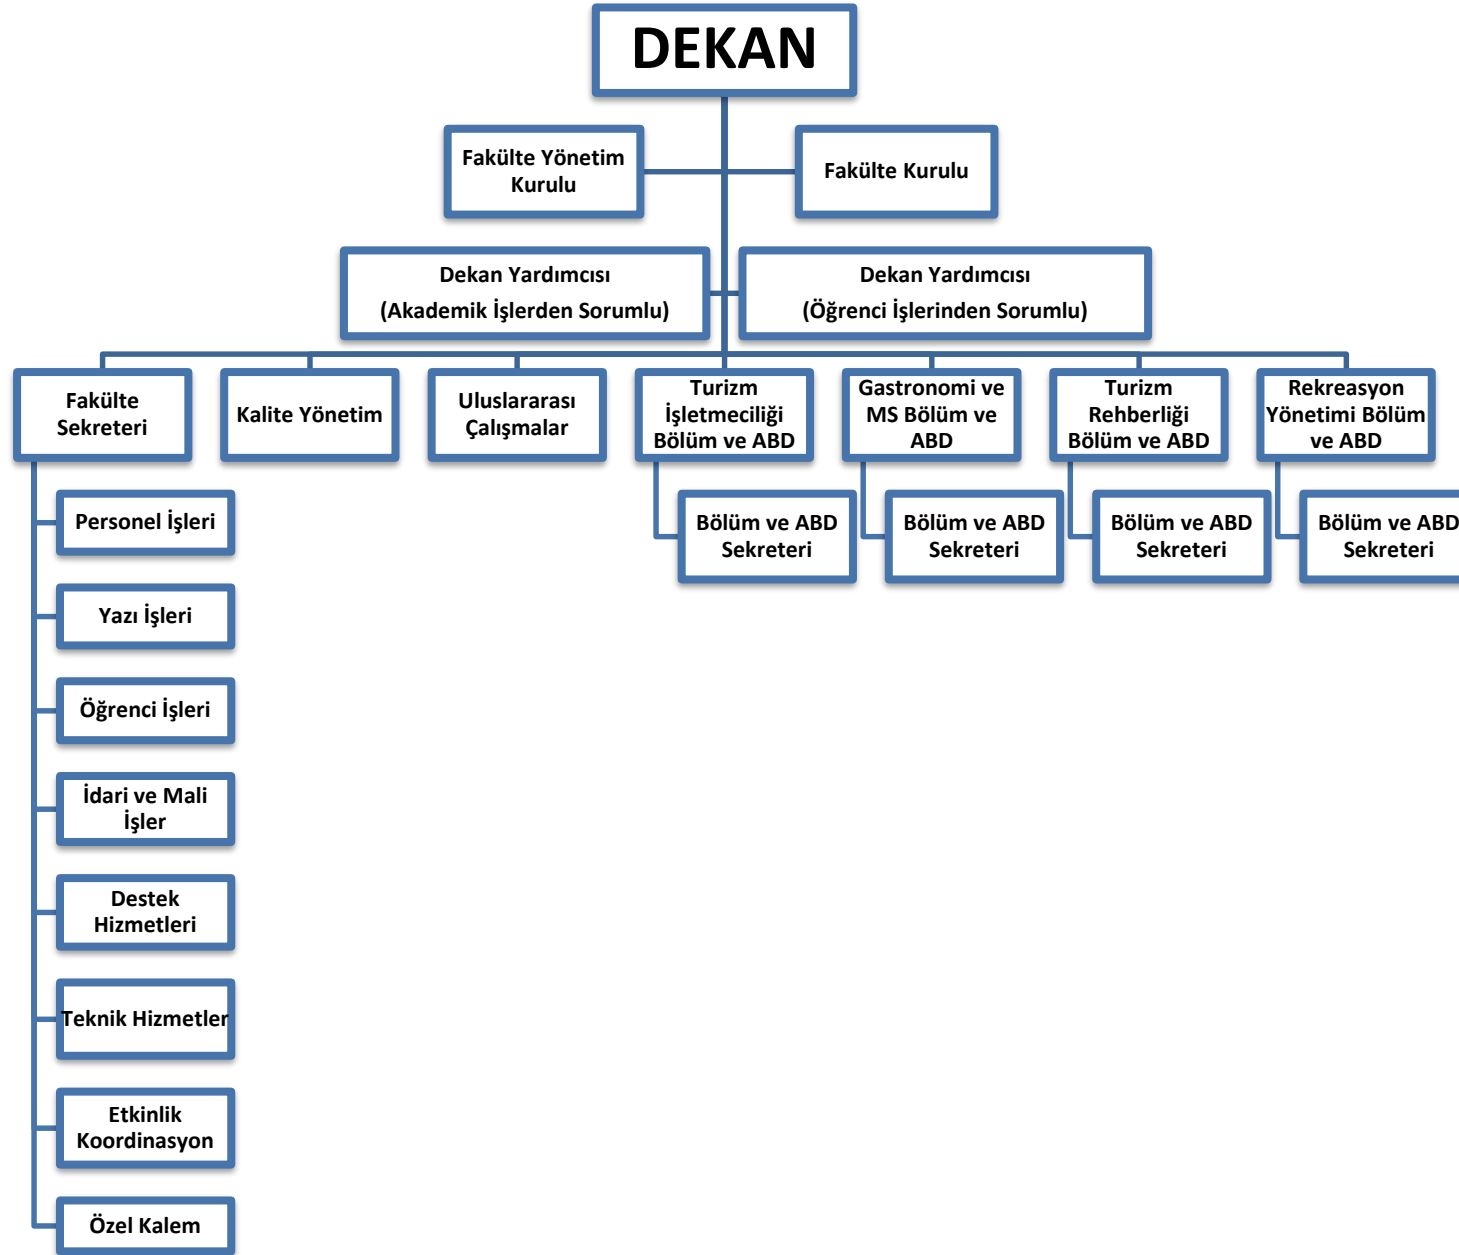 DEKAN
Fakülte Yönetim
Kurulu
Fakülte Kurulu
Dekan Yardımcısı
(Akademik İşlerden Sorumlu)
Dekan Yardımcısı
(Öğrenci İşlerinden Sorumlu)
Fakülte
Sekreteri
Kalite Yönetim
Uluslararası
Çalışmalar
Turizm
İşletmeciliği
Bölüm ve ABD
Gastronomi ve
MS Bölüm ve
ABD
Turizm
Rehberliği
Bölüm ve ABD
Rekreasyon
Yönetimi Bölüm
ve ABD
Personel İşleri
Yazı İşleri
Öğrenci İşleri
İdari ve Mali
İşler
Destek
Hizmetleri
Teknik Hizmetler
Etkinlik
Koordinasyon
Özel Kalem
Bölüm ve ABD
Sekreteri
Bölüm ve ABD
Sekreteri
Bölüm ve ABD
Sekreteri
Bölüm ve ABD
Sekreteri